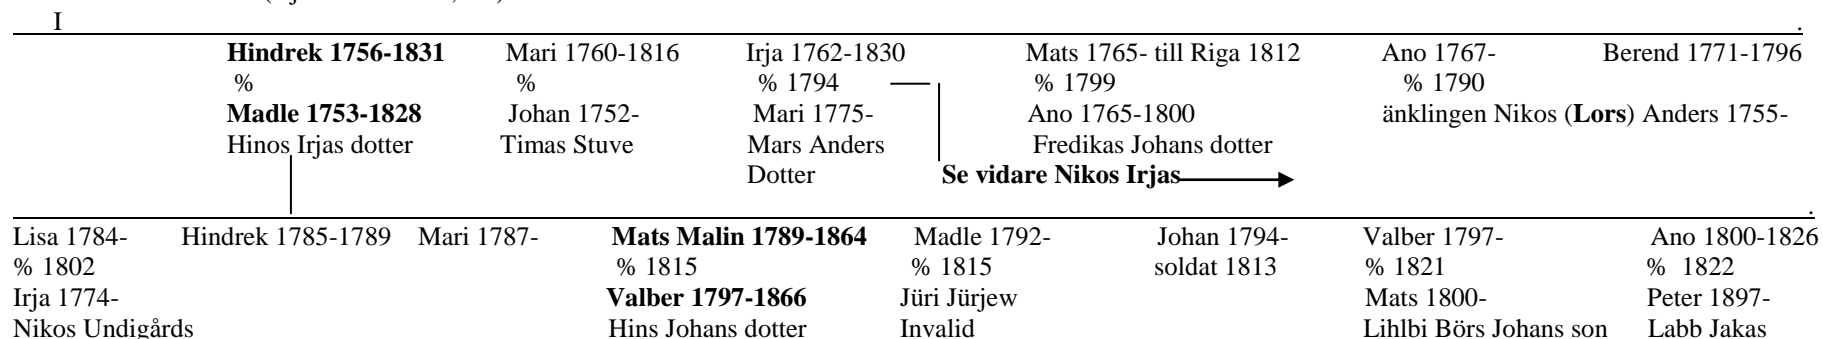 I .
Hindrek 1756-1831 Mari 1760-1816 Irja 1762-1830 Mats 1765- till Riga 1812 Ano 1767- Berend 1771-1796
% % % 1794 % 1799 % 1790
Madle 1753-1828 Johan 1752- Mari 1775- Ano 1765-1800 änklingen Nikos (Lors) Anders 1755-
Hinos Irjas dotter Timas Stuve Mars Anders Fredikas Johans dotter
Dotter Se vidare Nikos Irjas
.
Lisa 1784- Hindrek 1785-1789 Mari 1787- Mats Malin 1789-1864 Madle 1792- Johan 1794- Valber 1797- Ano 1800-1826
% 1802 % 1815 % 1815 soldat 1813 % 1821 % 1822
Irja 1774- Valber 1797-1866 Jüri Jürjew Mats 1800- Peter 1897-
Nikos Undigårds Hins Johans dotter Invalid Lihlbi Börs Johans son Labb Jakas